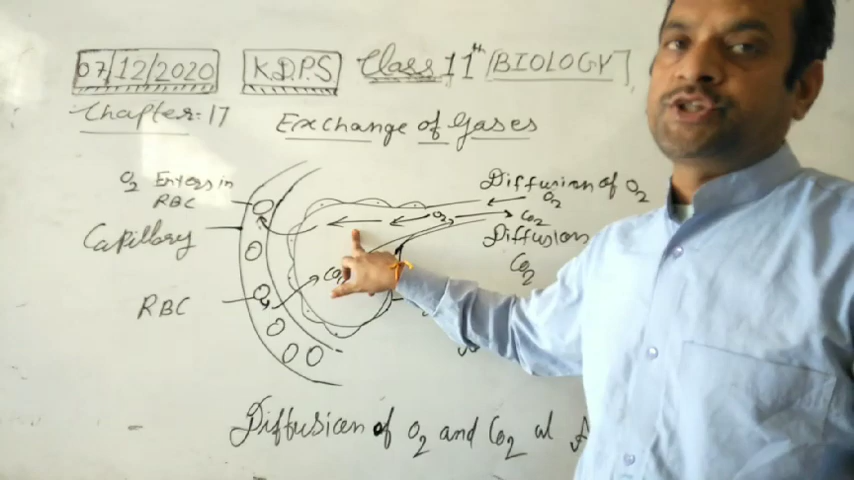 07/12/2020 K.D.P.S Class 11th [BIOLOGY]
Chapter:17
Exchange of Gases
O2 Enters in
RBC
Diffusion of O2
O2
O2
CO2
Capillary
Diffusion
CO2
CO2
RBC
Diffusion of O2 and CO2 at A